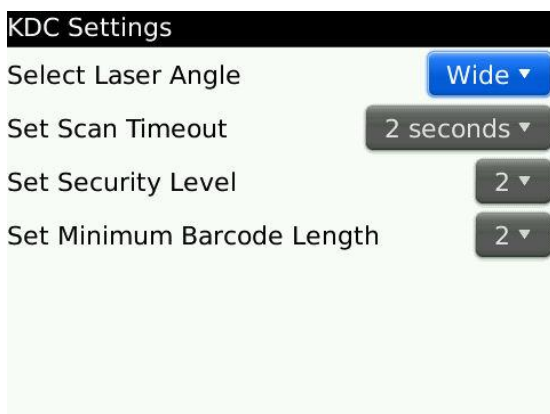 KDC Settings
Select Laser Angle Wide
Set Scan Timeout 2 seconds
Set Security Level 2
Set Minimum Barcode Length 2